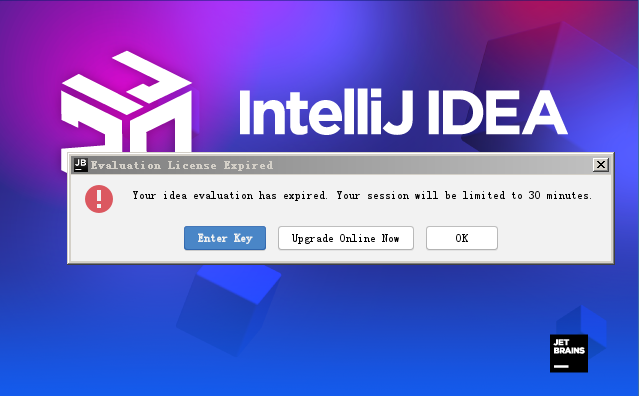 IntelliJ IDEA
JB
Evaluation License Expired
Your idea evaluation has expired. Your session will be limited to 30 minutes.
Enter Key
Upgrade Online Now
OK
JET
BRAINS